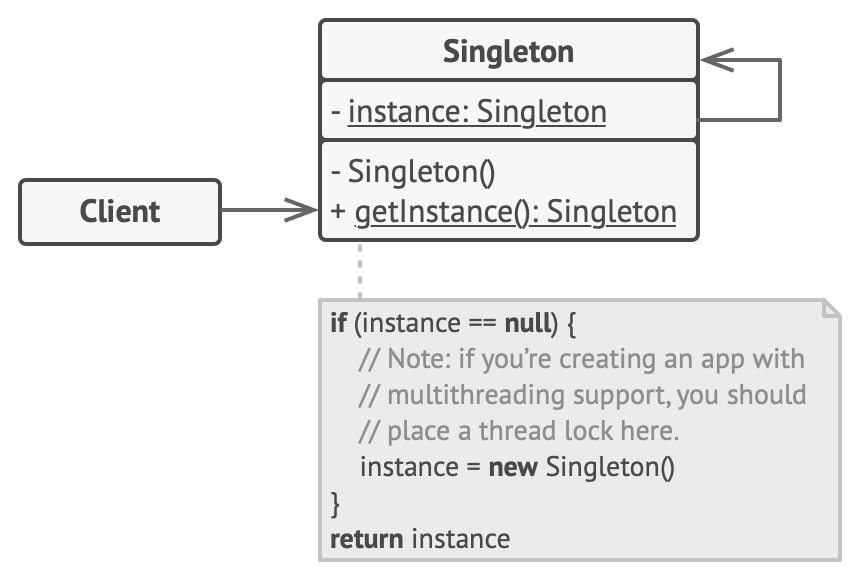 Singleton
- instance: Singleton
- Singleton()
+ getInstance(): Singleton
Client
if (instance == null) {
// Note: if you’re creating an app with
// multithreading support, you should
// place a thread lock here.
instance = new Singleton()
}
return instance